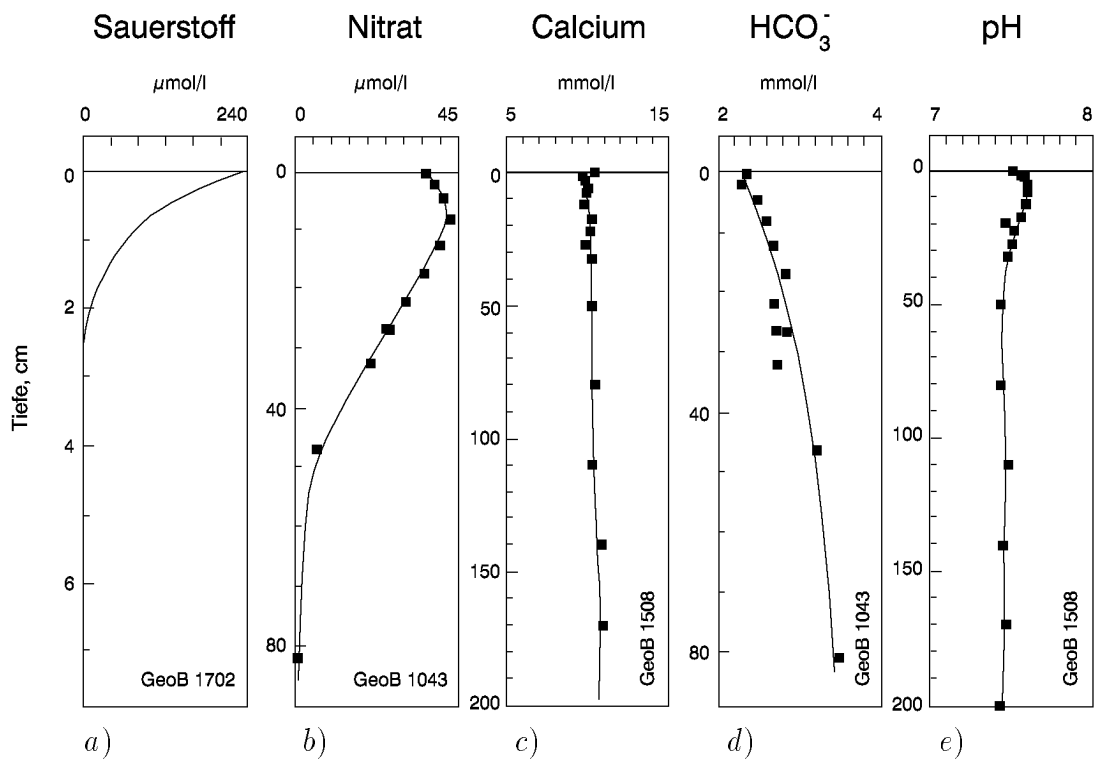 Sauerstoff Nitrat Calcium HCO₃⁻ pH
µmol/l µmol/l mmol/l mmol/l
0 240 0 45 5 15 2 4 7 8
Tiefe, cm
0
2
4
6
GeoB 1702
0
40
80
GeoB 1043
0
50
100
150
200
GeoB 1508
0
40
80
GeoB 1043
0
50
100
150
200
GeoB 1508
a) b) c) d) e)